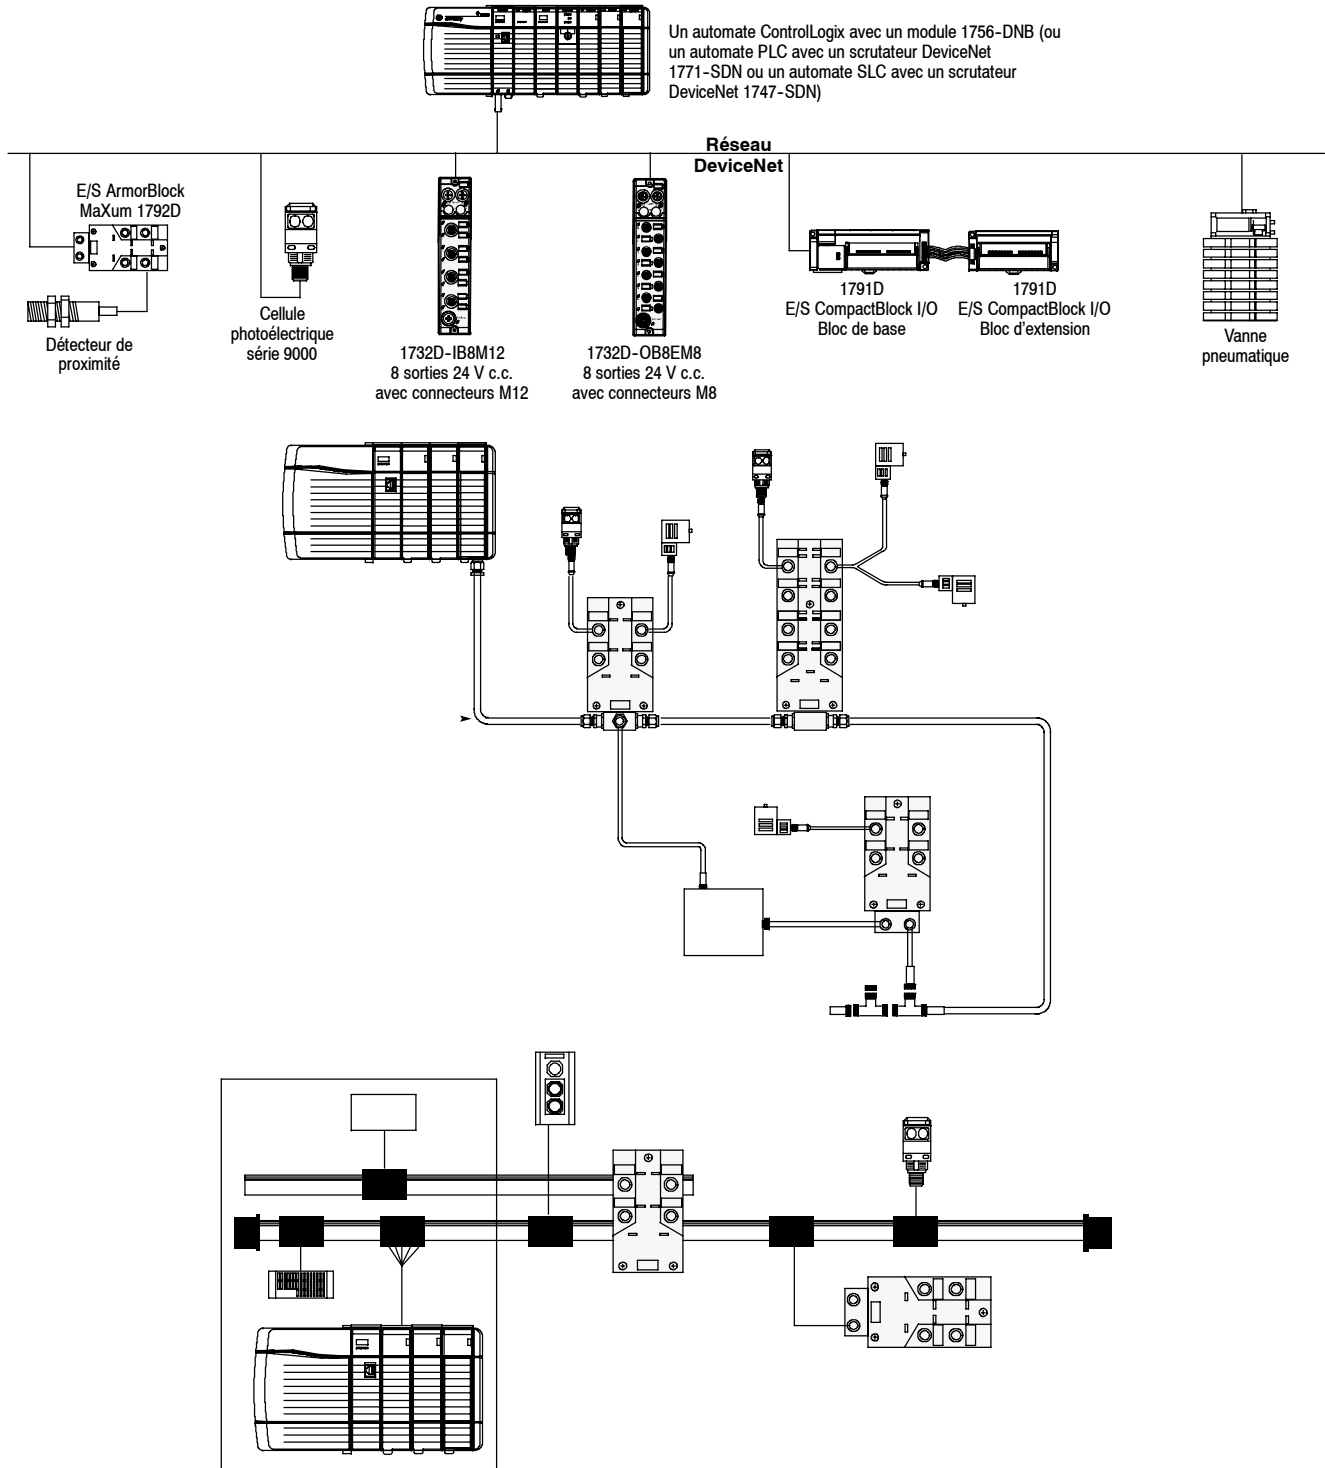 Un automate ControlLogix avec un module 1756-DNB (ou
un automate PLC avec un scrutateur DeviceNet
1771-SDN ou un automate SLC avec un scrutateur
DeviceNet 1747-SDN)
Réseau
DeviceNet
E/S ArmorBlock
MaXum 1792D
Détecteur de
proximité
Cellule
photoélectrique
série 9000
1732D-IB8M12
8 sorties 24 V c.c.
avec connecteurs M12
1732D-OB8EM8
8 sorties 24 V c.c.
avec connecteurs M8
1791D
E/S CompactBlock I/O
Bloc de base
1791D
E/S CompactBlock I/O
Bloc d'extension
Vanne
pneumatique